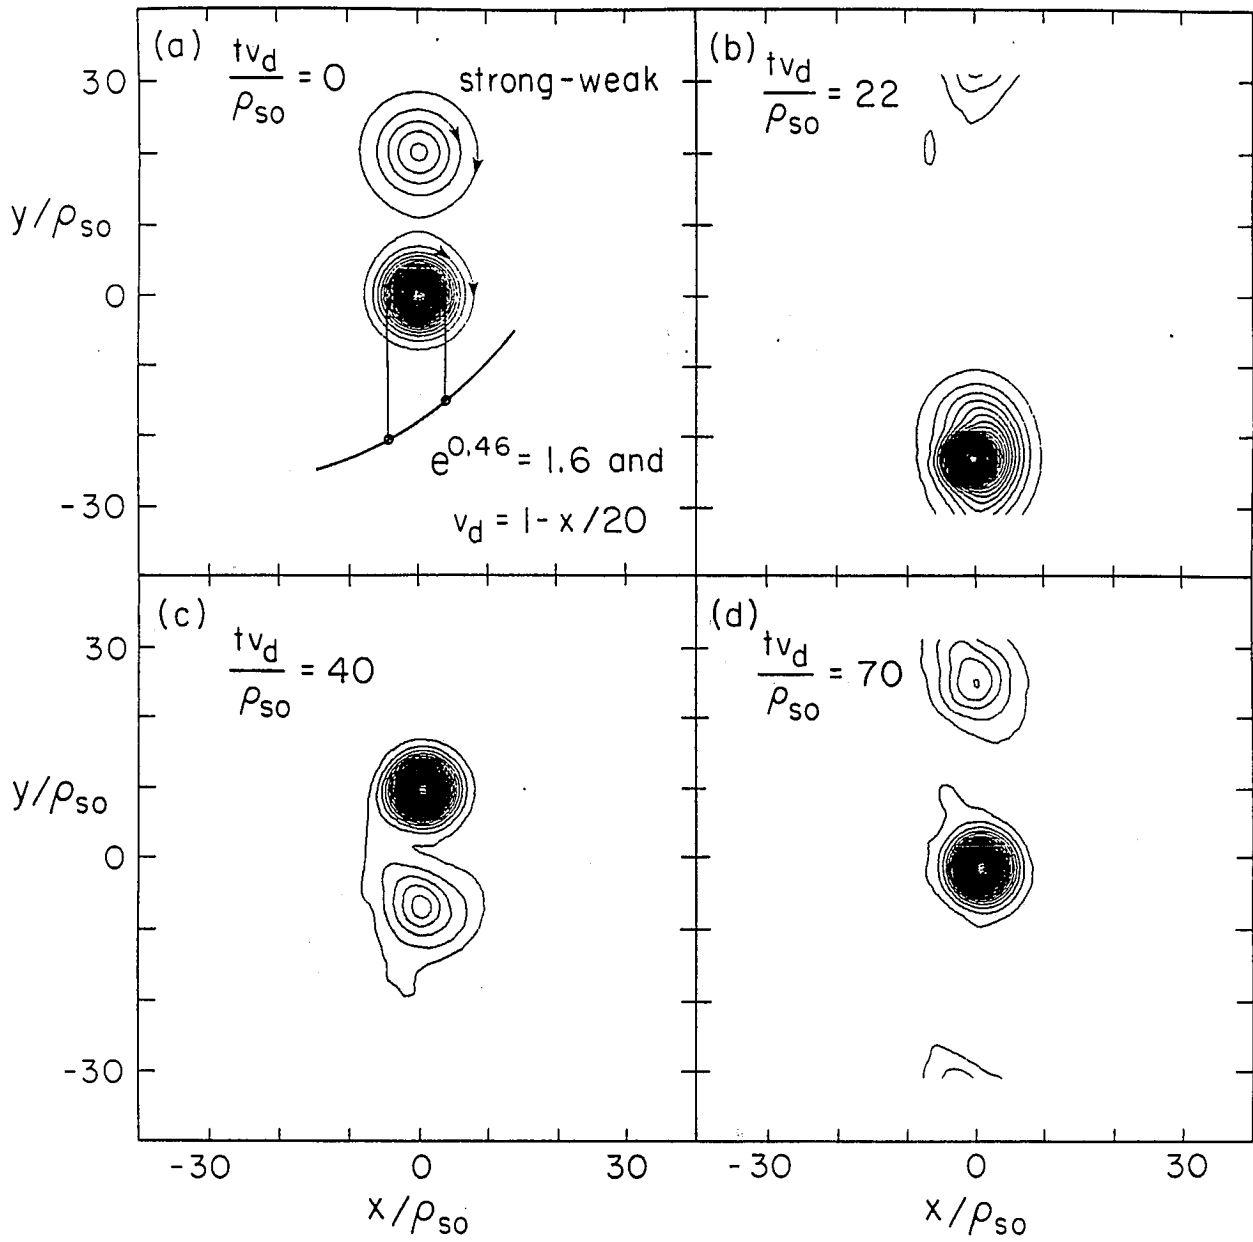 (a) tv_d/ρ_so = 0 strong-weak
(b) tv_d/ρ_so = 22
30
y/ρ_so
0
-30
e^0.46 = 1.6 and
v_d = 1 - x/20
(c) tv_d/ρ_so = 40
(d) tv_d/ρ_so = 70
30
y/ρ_so
0
-30
-30 0 30
-30 0 30
x/ρ_so
x/ρ_so